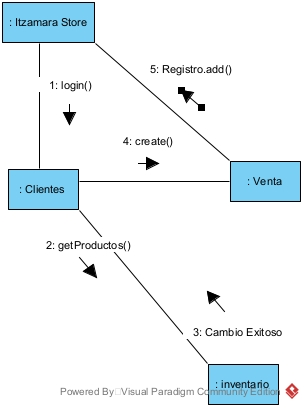 : Itzamara Store
5: Registro.add()
1: login()
4: create()
: Clientes
: Venta
2: getProductos()
3: Cambio Exitoso
: inventario
Powered By Visual Paradigm Community Edition